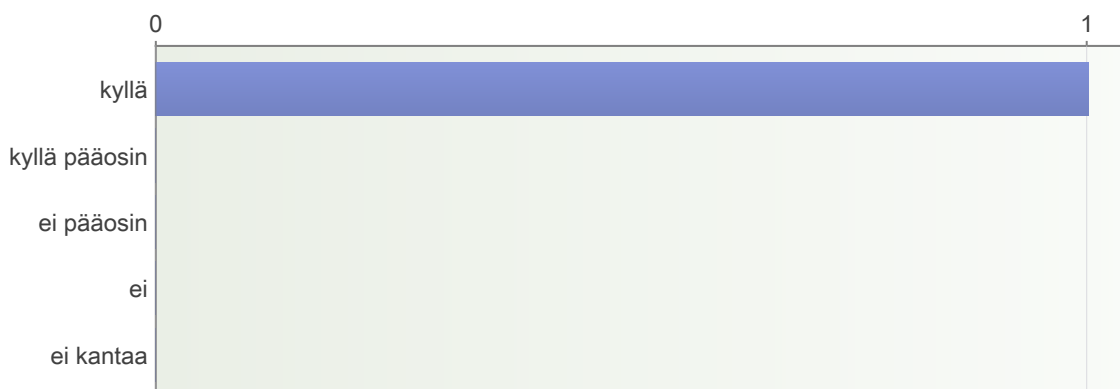 0 1
kyllä
kyllä pääosin
ei pääosin
ei
ei kantaa